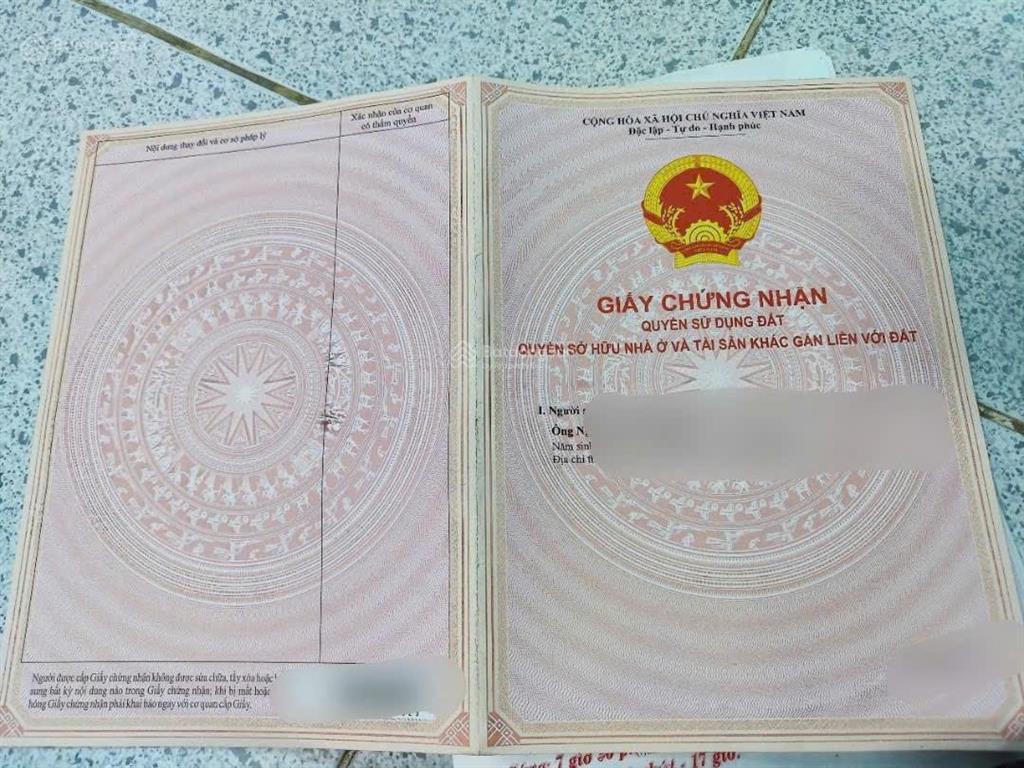 Nội dung thay đổi và cơ sở pháp lý
Xác nhận của cơ quan
có thẩm quyền
Người được cấp Giấy chứng nhận không được sửa chữa, tẩy xóa hoặc
sung bất kỳ nội dung nào trong Giấy chứng nhận; khi bị mất hoặc
hỏng Giấy chứng nhận phải khai báo ngay với cơ quan cấp Giấy.
CỘNG HÒA XÃ HỘI CHỦ NGHĨA VIỆT NAM
Độc lập - Tự do - Hạnh phúc
GIẤY CHỨNG NHẬN
QUYỀN SỬ DỤNG ĐẤT
QUYỀN SỞ HỮU NHÀ Ở VÀ TÀI SẢN KHÁC GẮN LIỀN VỚI ĐẤT
I. Người
Ông N
Năm sinh
Địa chỉ
7 giờ
- 17 giờ.